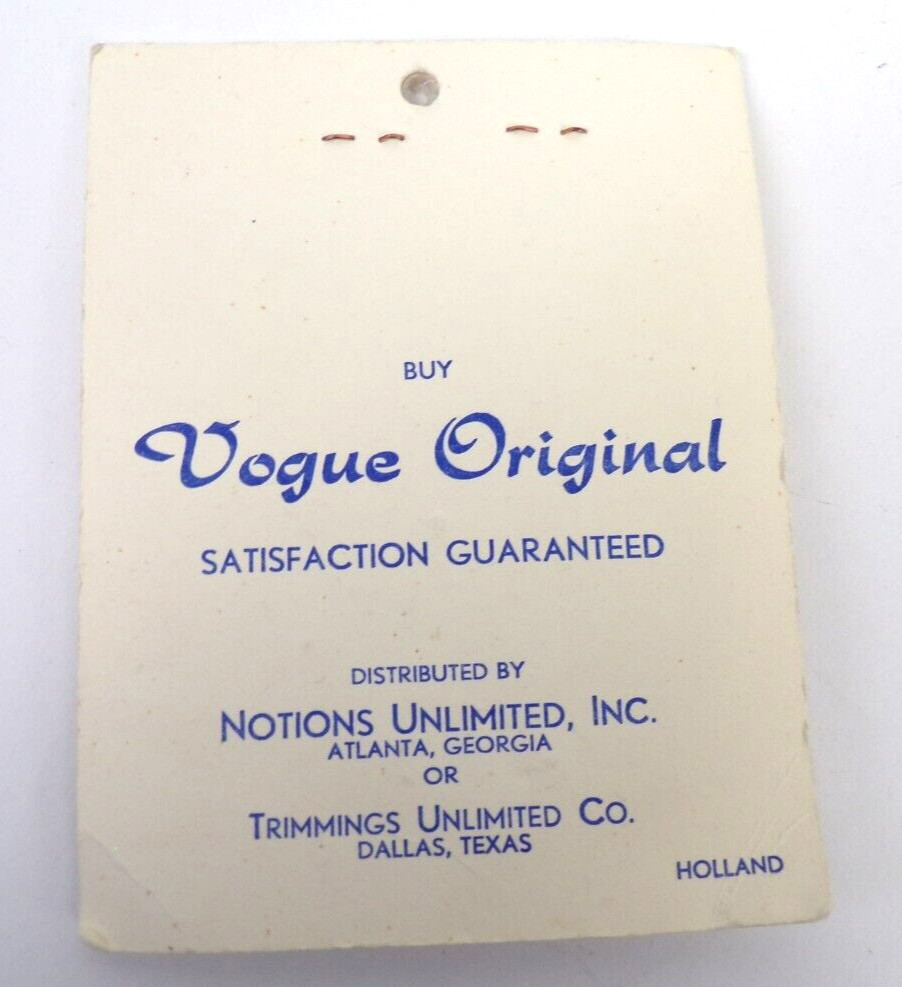 BUY
Vogue Original
SATISFACTION GUARANTEED
DISTRIBUTED BY
NOTIONS UNLIMITED, INC.
ATLANTA, GEORGIA
OR
TRIMMINGS UNLIMITED CO.
DALLAS, TEXAS
HOLLAND